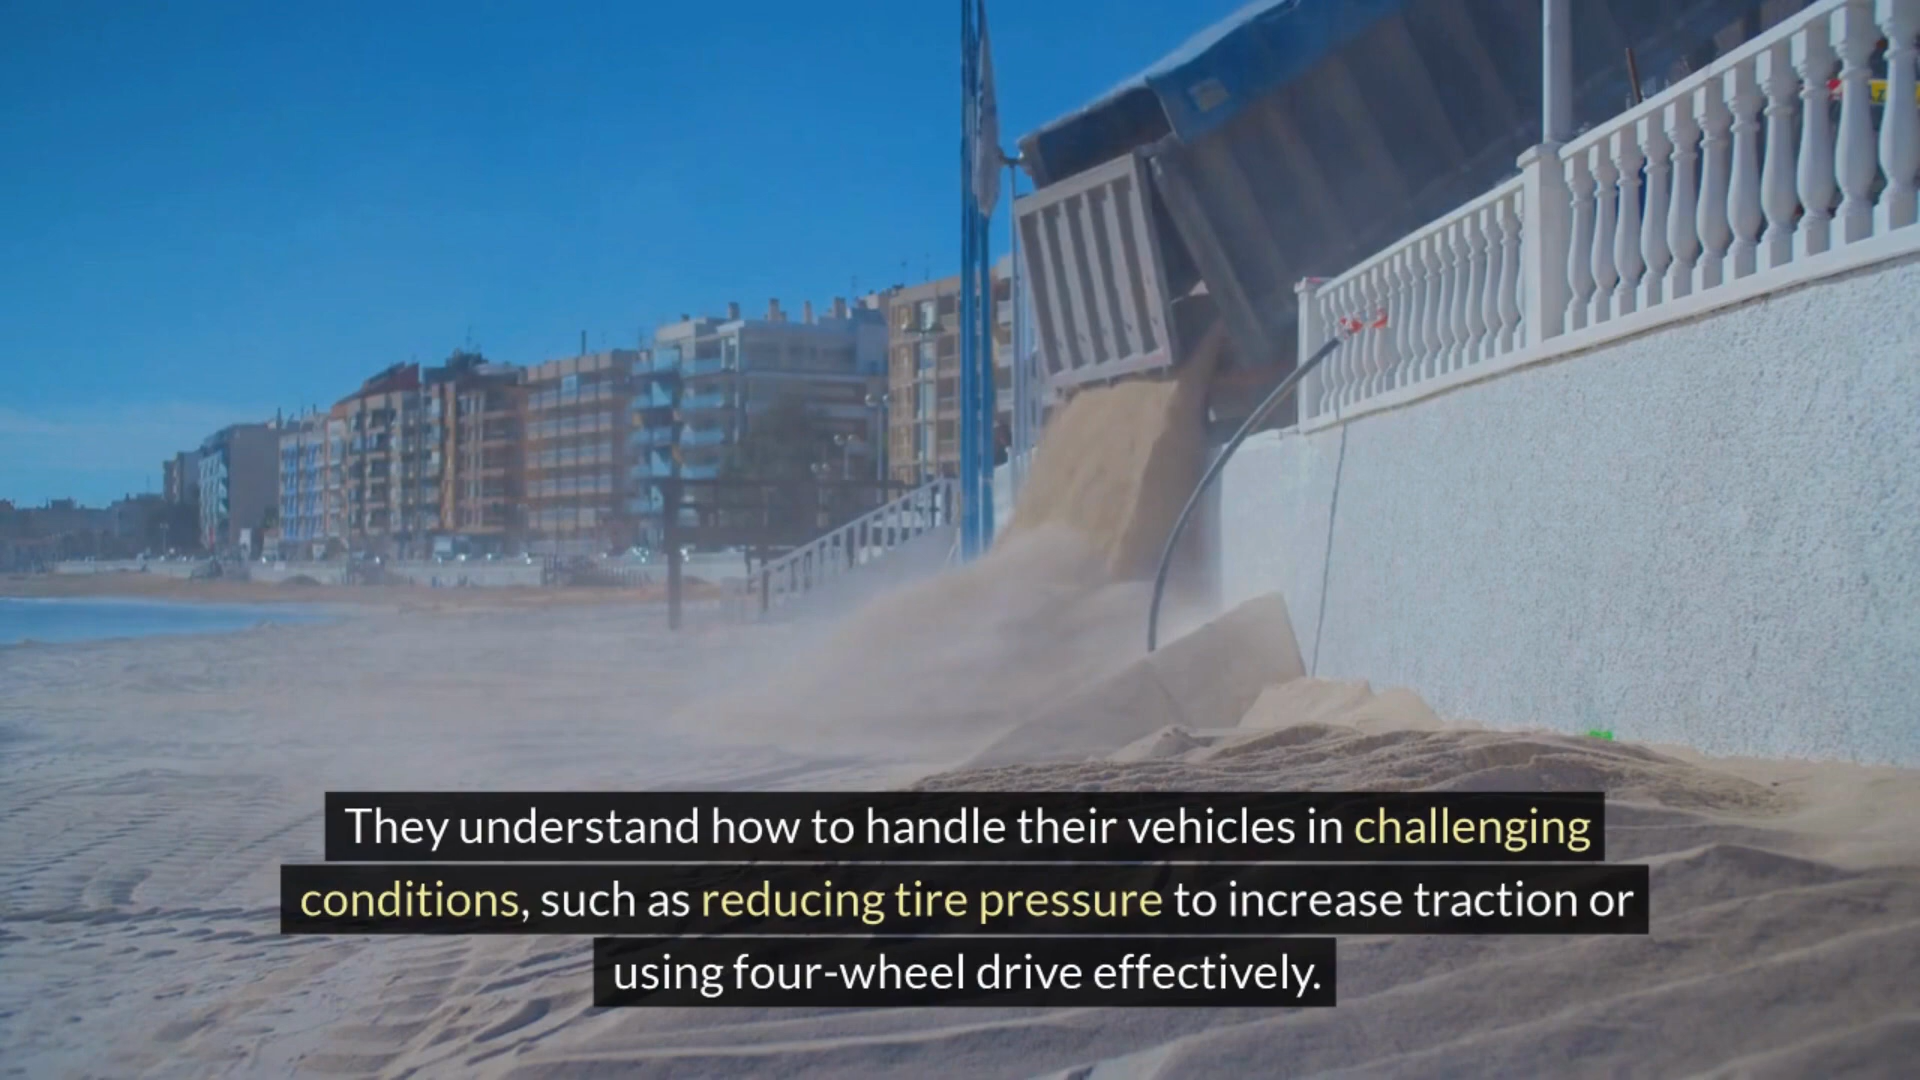 They understand how to handle their vehicles in challenging
conditions, such as reducing tire pressure to increase traction or
using four-wheel drive effectively.